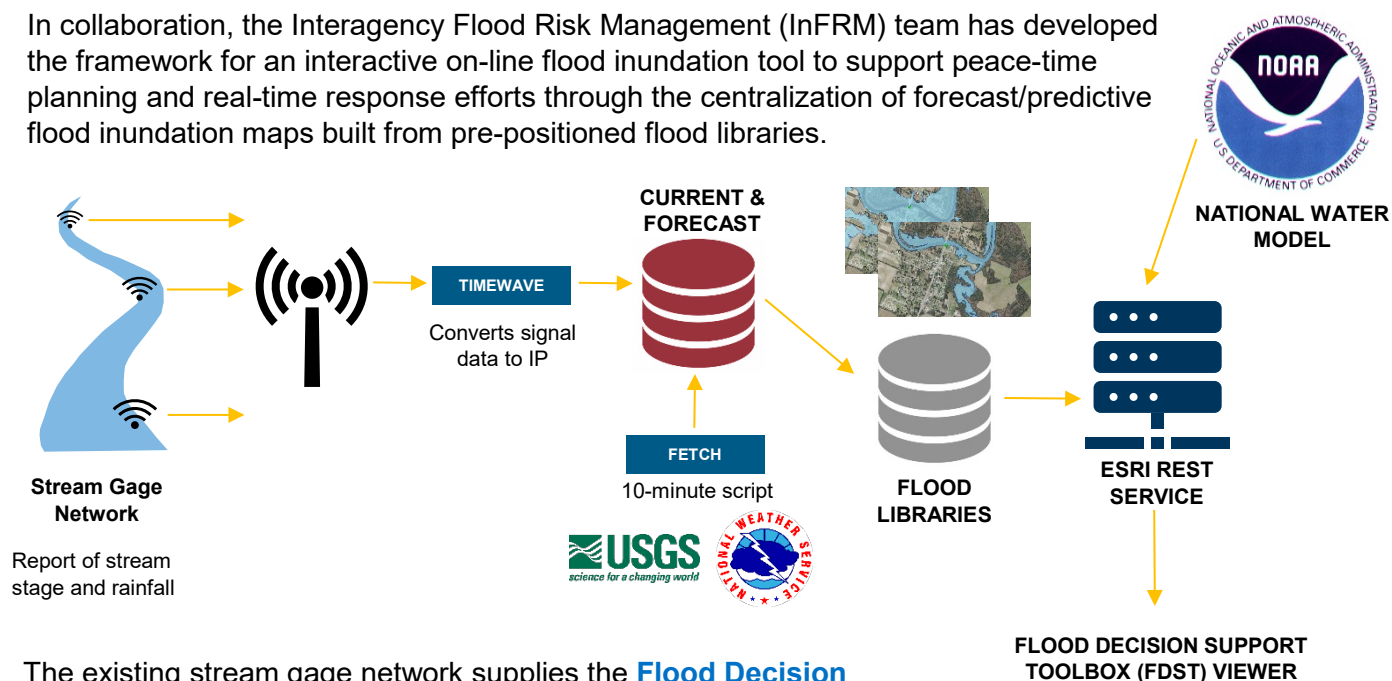 In collaboration, the Interagency Flood Risk Management (InFRM) team has developed
the framework for an interactive on-line flood inundation tool to support peace-time
planning and real-time response efforts through the centralization of forecast/predictive
flood inundation maps built from pre-positioned flood libraries.
NATIONAL OCEANIC AND ATMOSPHERIC ADMINISTRATION
NOAA
U.S. DEPARTMENT OF COMMERCE
NATIONAL WATER
MODEL
CURRENT &
FORECAST
TIMEWAVE
Converts signal
data to IP
FETCH
10-minute script
USGS
science for a changing world
NATIONAL WEATHER SERVICE
FLOOD
LIBRARIES
ESRI REST
SERVICE
Stream Gage
Network
Report of stream
stage and rainfall
FLOOD DECISION SUPPORT
TOOLBOX (FDST) VIEWER
The existing stream gage network supplies the Flood Decision